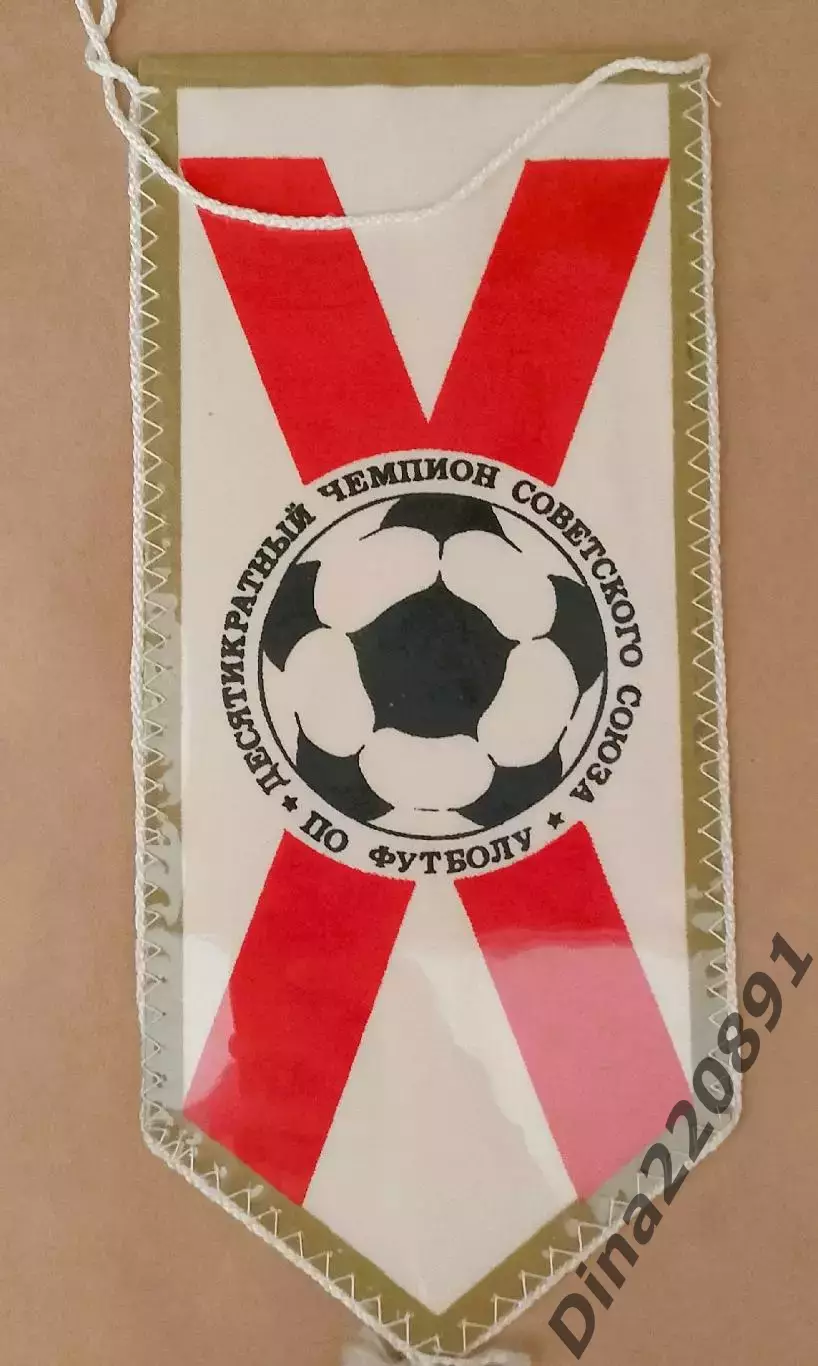 ДЕСЯТИКРАТНЫЙ ЧЕМПИОН СОВЕТСКОГО СОЮЗА
★ ПО ФУТБОЛУ ★
Dina220891